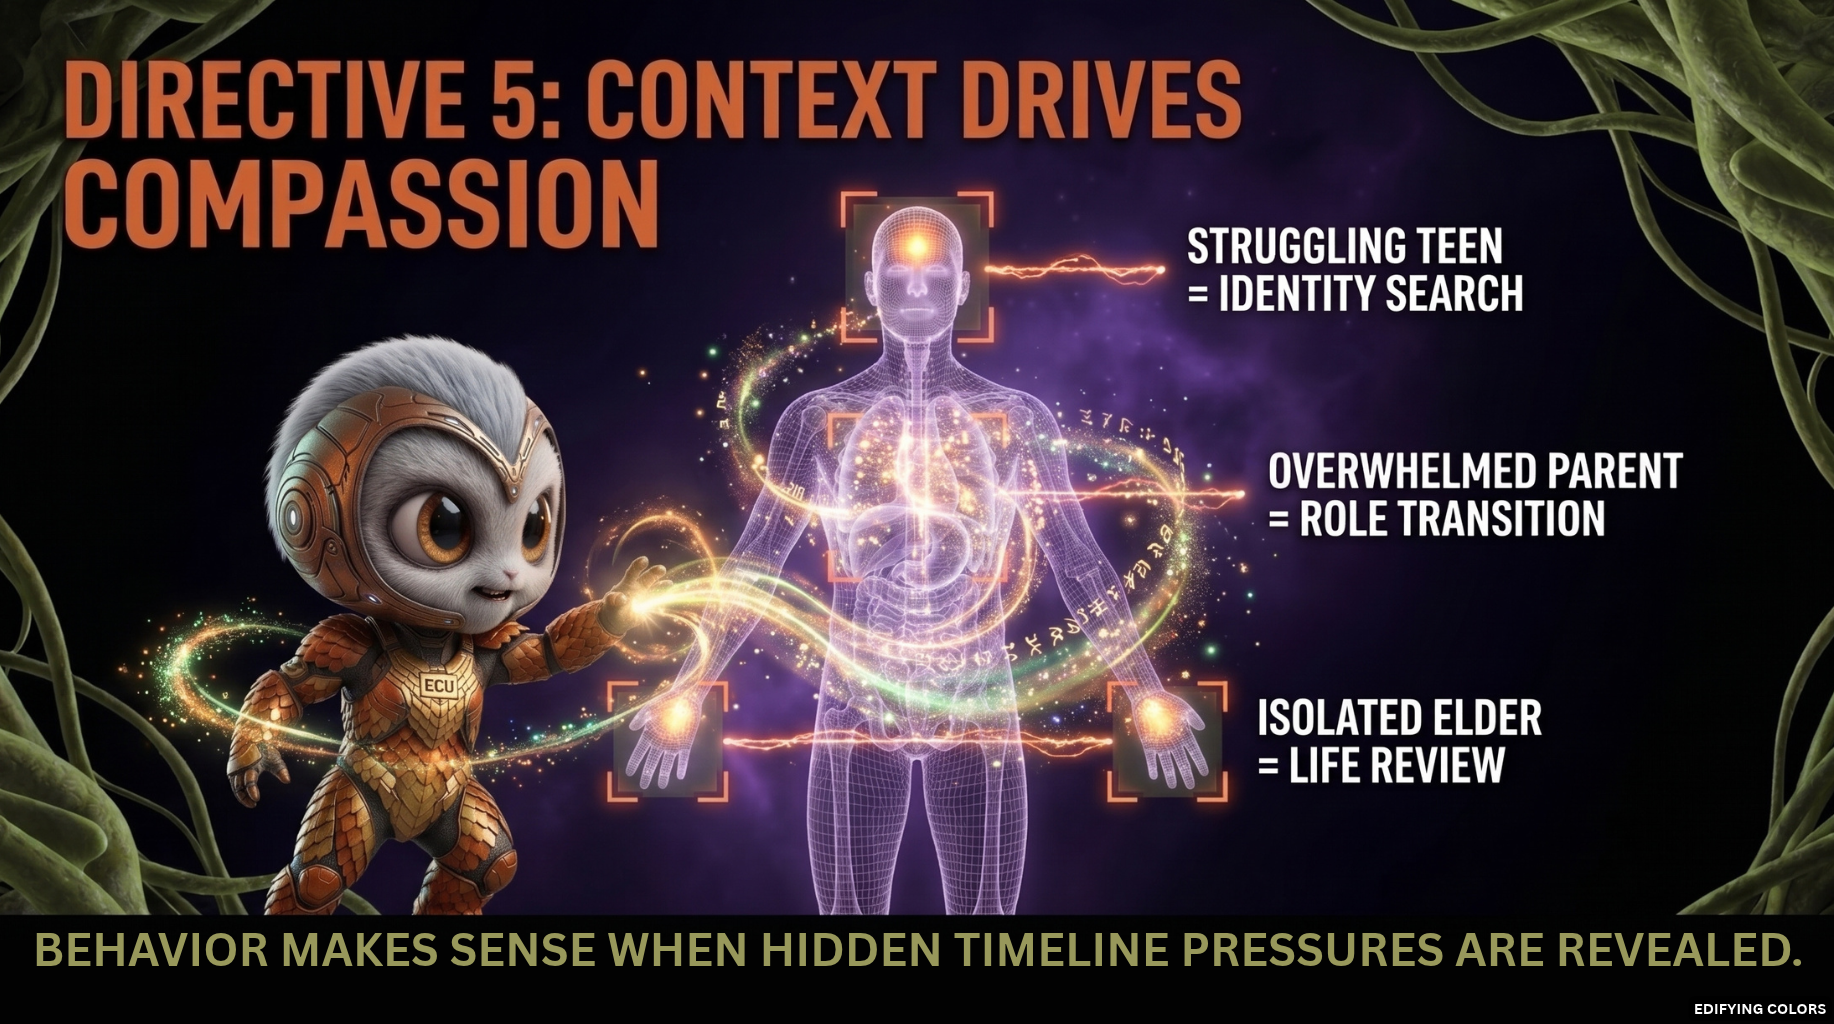 DIRECTIVE 5: CONTEXT DRIVES
COMPASSION
STRUGGLING TEEN
= IDENTITY SEARCH
OVERWHELMED PARENT
= ROLE TRANSITION
ECU
ISOLATED ELDER
= LIFE REVIEW
BEHAVIOR MAKES SENSE WHEN HIDDEN TIMELINE PRESSURES ARE REVEALED.
EDIFYING COLORS